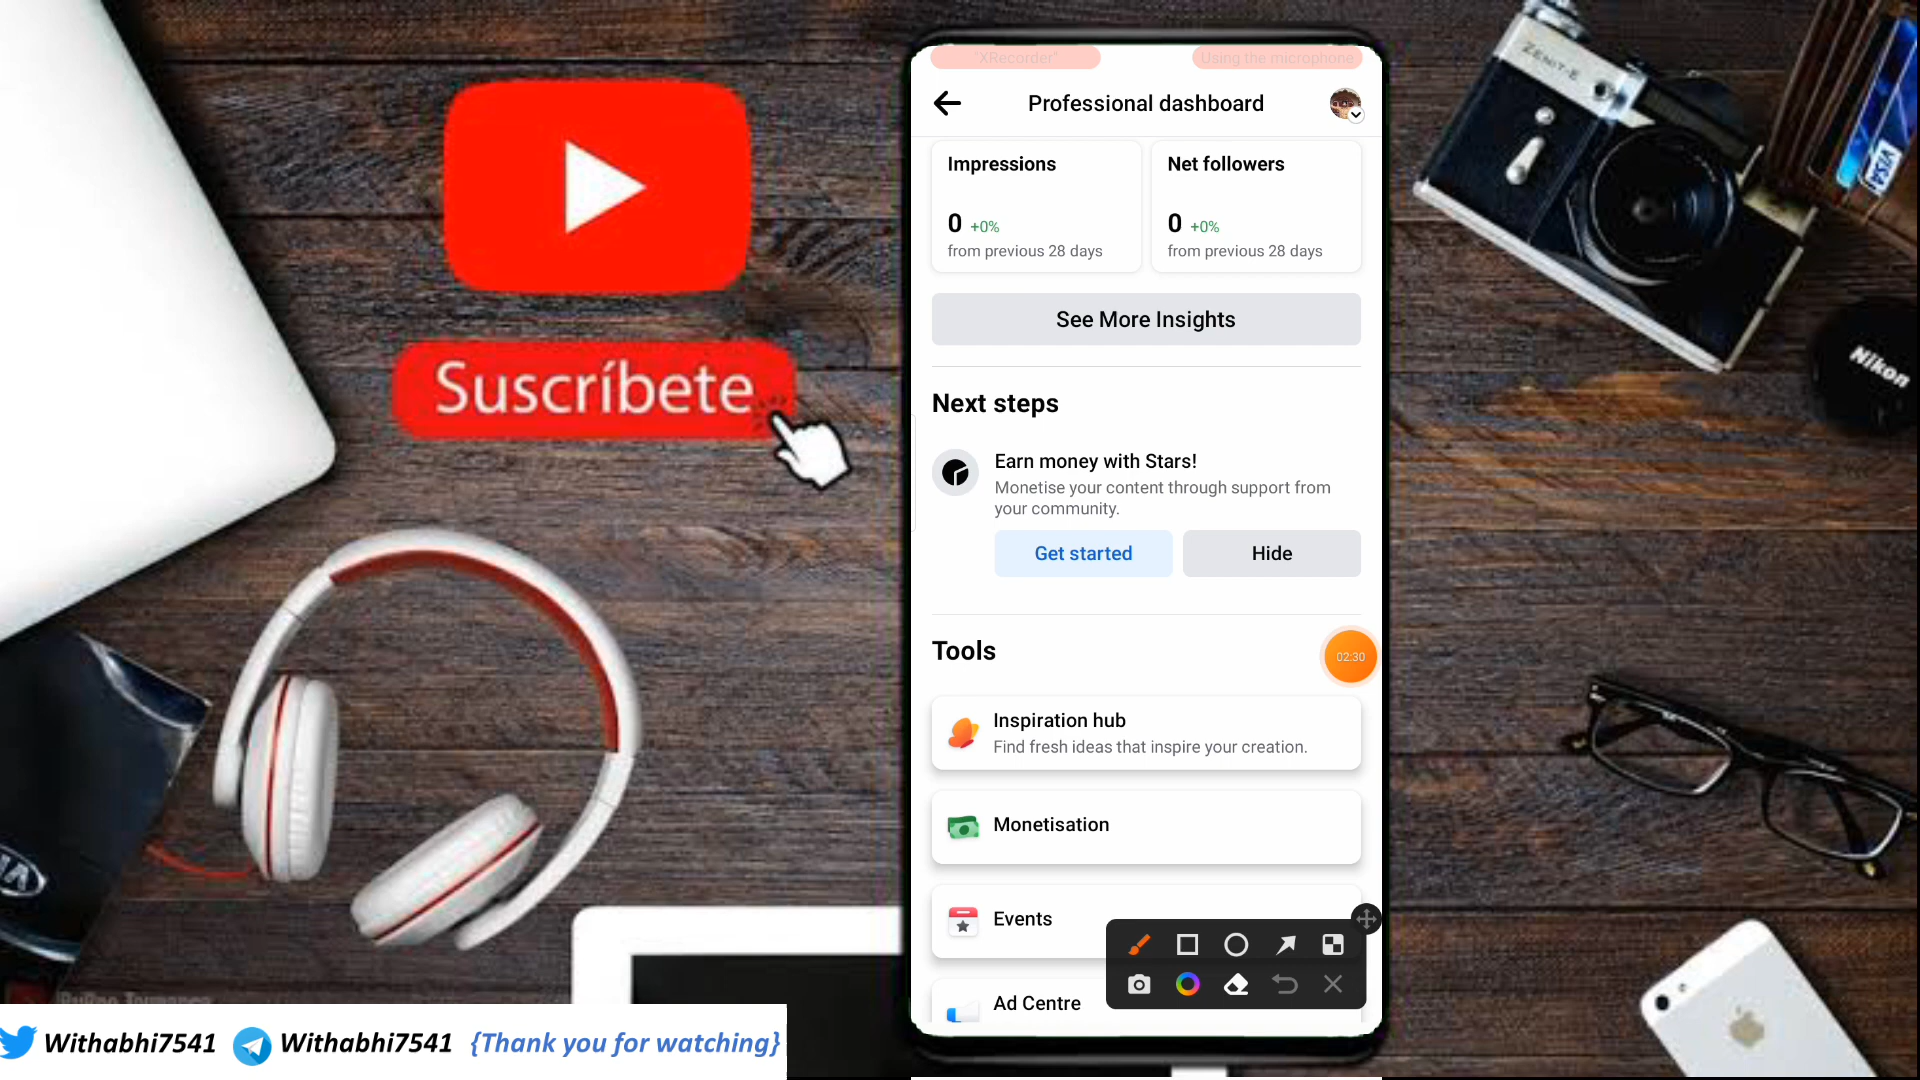 "XRecorder"
Using the microphone
Professional dashboard
Impressions
Net followers
0 +0%
0 +0%
from previous 28 days
from previous 28 days
See More Insights
Next steps
Earn money with Stars!
Monetise your content through support from
your community.
Get started
Hide
Tools
02:30
Inspiration hub
Find fresh ideas that inspire your creation.
Monetisation
Events
Ad Centre
Suscríbete
ZENIT-E
VISA
Nikon
Withabhi7541
Withabhi7541
{Thank you for watching}